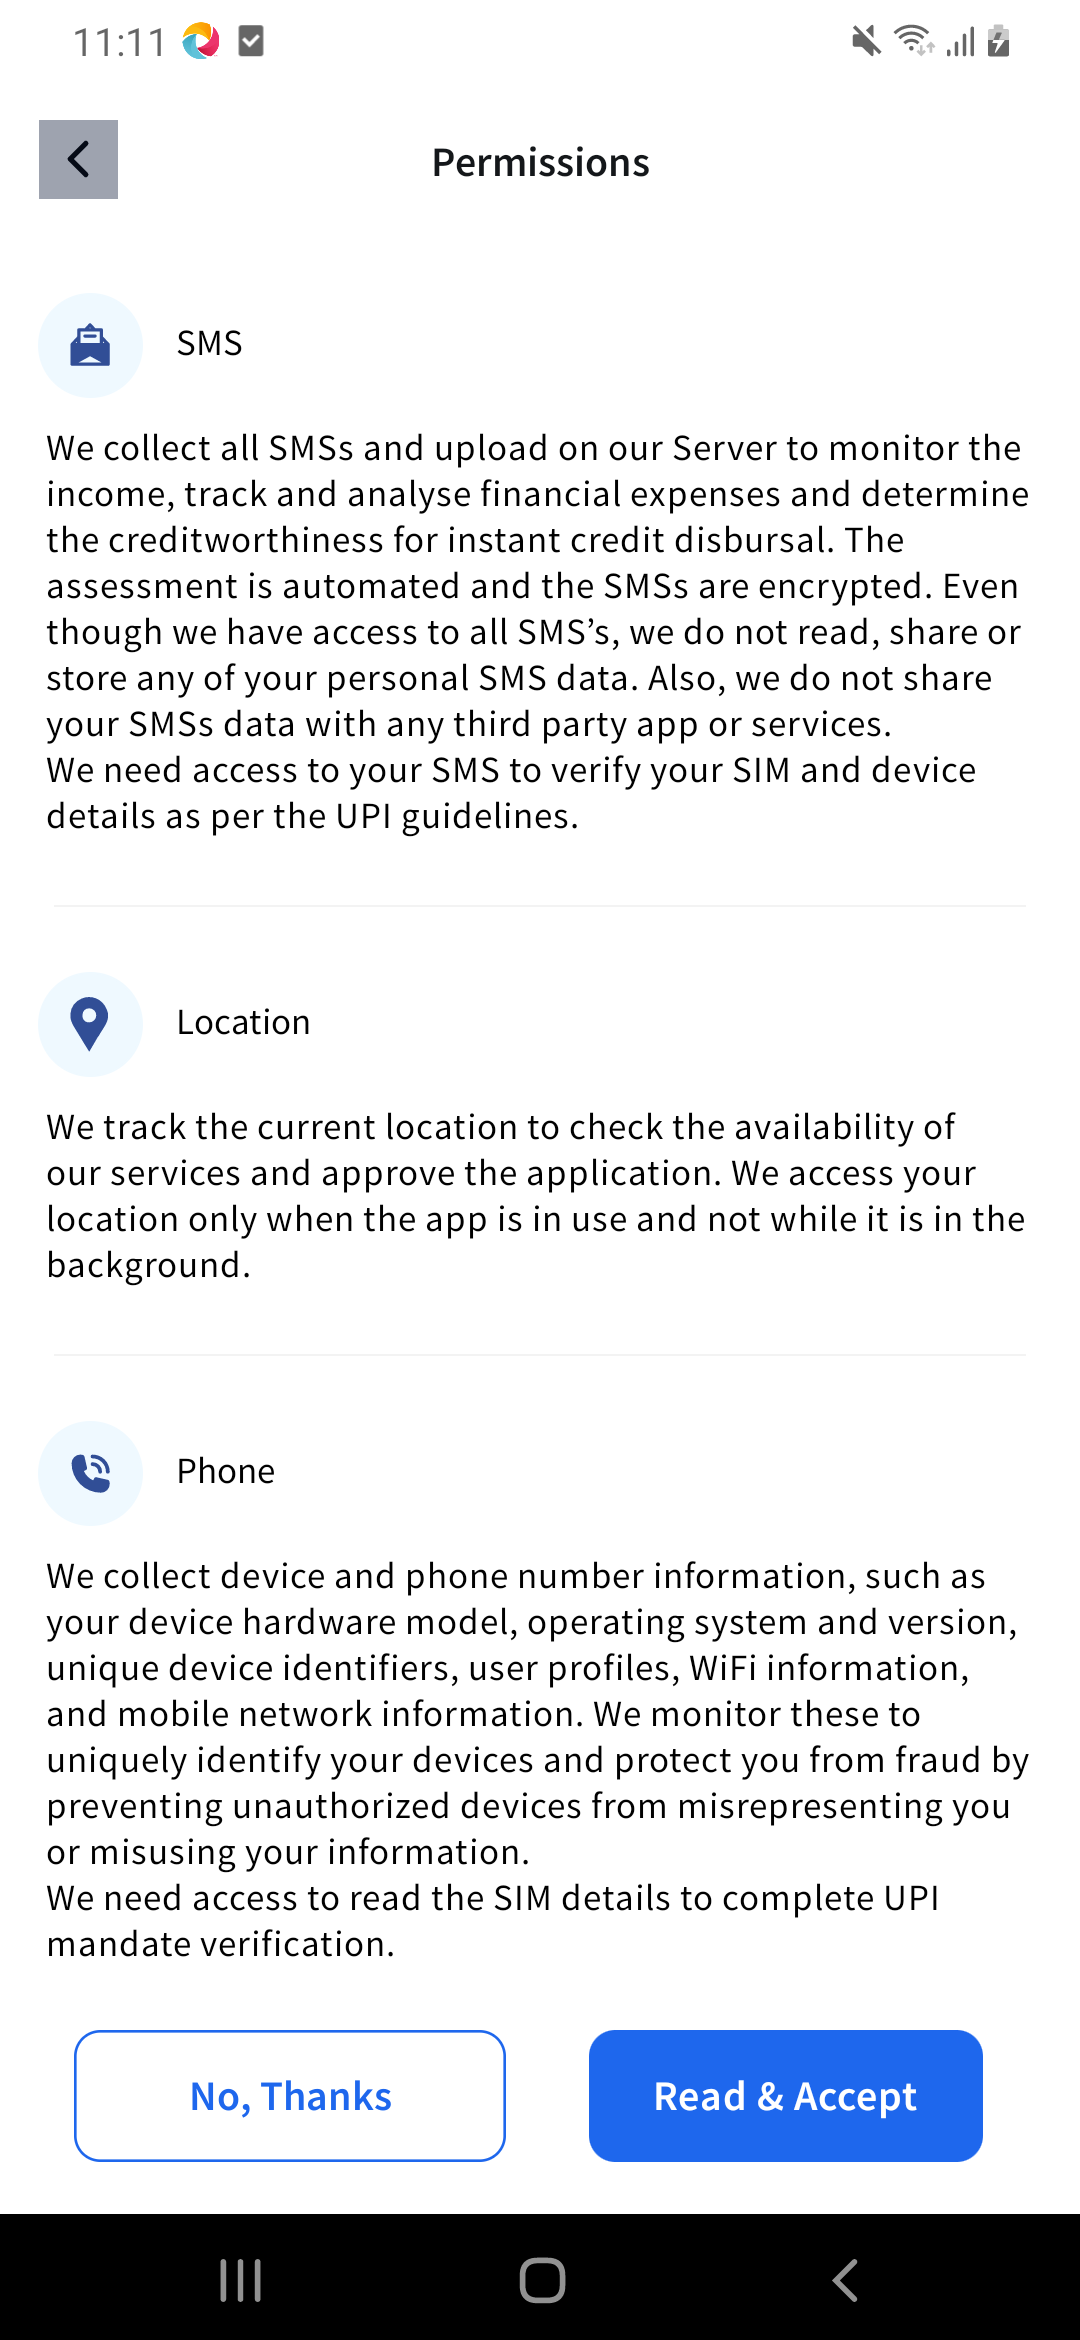 11:11
Permissions
SMS
We collect all SMSs and upload on our Server to monitor the
income, track and analyse financial expenses and determine
the creditworthiness for instant credit disbursal. The
assessment is automated and the SMSs are encrypted. Even
though we have access to all SMS’s, we do not read, share or
store any of your personal SMS data. Also, we do not share
your SMSs data with any third party app or services.
We need access to your SMS to verify your SIM and device
details as per the UPI guidelines.
Location
We track the current location to check the availability of
our services and approve the application. We access your
location only when the app is in use and not while it is in the
background.
Phone
We collect device and phone number information, such as
your device hardware model, operating system and version,
unique device identifiers, user profiles, WiFi information,
and mobile network information. We monitor these to
uniquely identify your devices and protect you from fraud by
preventing unauthorized devices from misrepresenting you
or misusing your information.
We need access to read the SIM details to complete UPI
mandate verification.
No, Thanks
Read & Accept